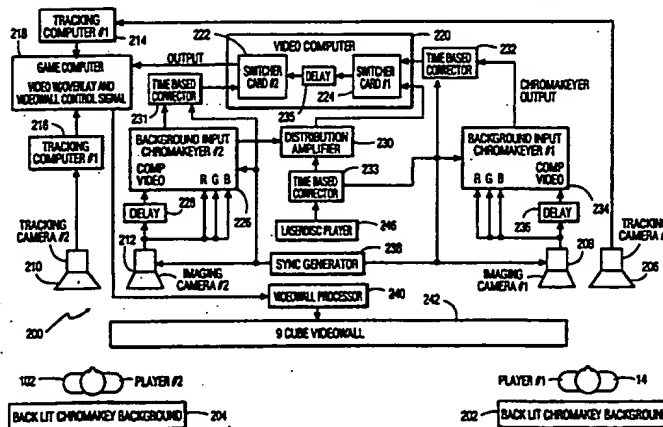 TRACKING COMPUTER #1
214
218
GAME COMPUTER
VIDEO W/OVERLAY AND VIDEOWALL CONTROL SIGNAL
216
TRACKING COMPUTER #1
OUTPUT
222
VIDEO COMPUTER
220
SWITCHER CARD #2
DELAY
235
224
SWITCHER CARD #1
TIME BASED CORRECTOR
232
CHROMAKEYER OUTPUT
TIME BASED CORRECTOR
231
BACKGROUND INPUT CHROMAKEYER #2
COMP VIDEO
R G B
226
DISTRIBUTION AMPLIFIER
230
TIME BASED CORRECTOR
233
LASERDISC PLAYER
246
BACKGROUND INPUT CHROMAKEYER #1
COMP VIDEO
R G B
234
DELAY
228
DELAY
236
TRACKING CAMERA #2
210
212
IMAGING CAMERA #2
SYNC GENERATOR
238
IMAGING CAMERA #1
208
TRACKING
206
VIDEOWALL PROCESSOR
240
242
200
9 CUBE VIDEOWALL
102
PLAYER #2
PLAYER #1
14
BACK LIT CHROMAKEY BACKGROUND
204
202
BACK LIT CHROMAKEY BACKGROUND